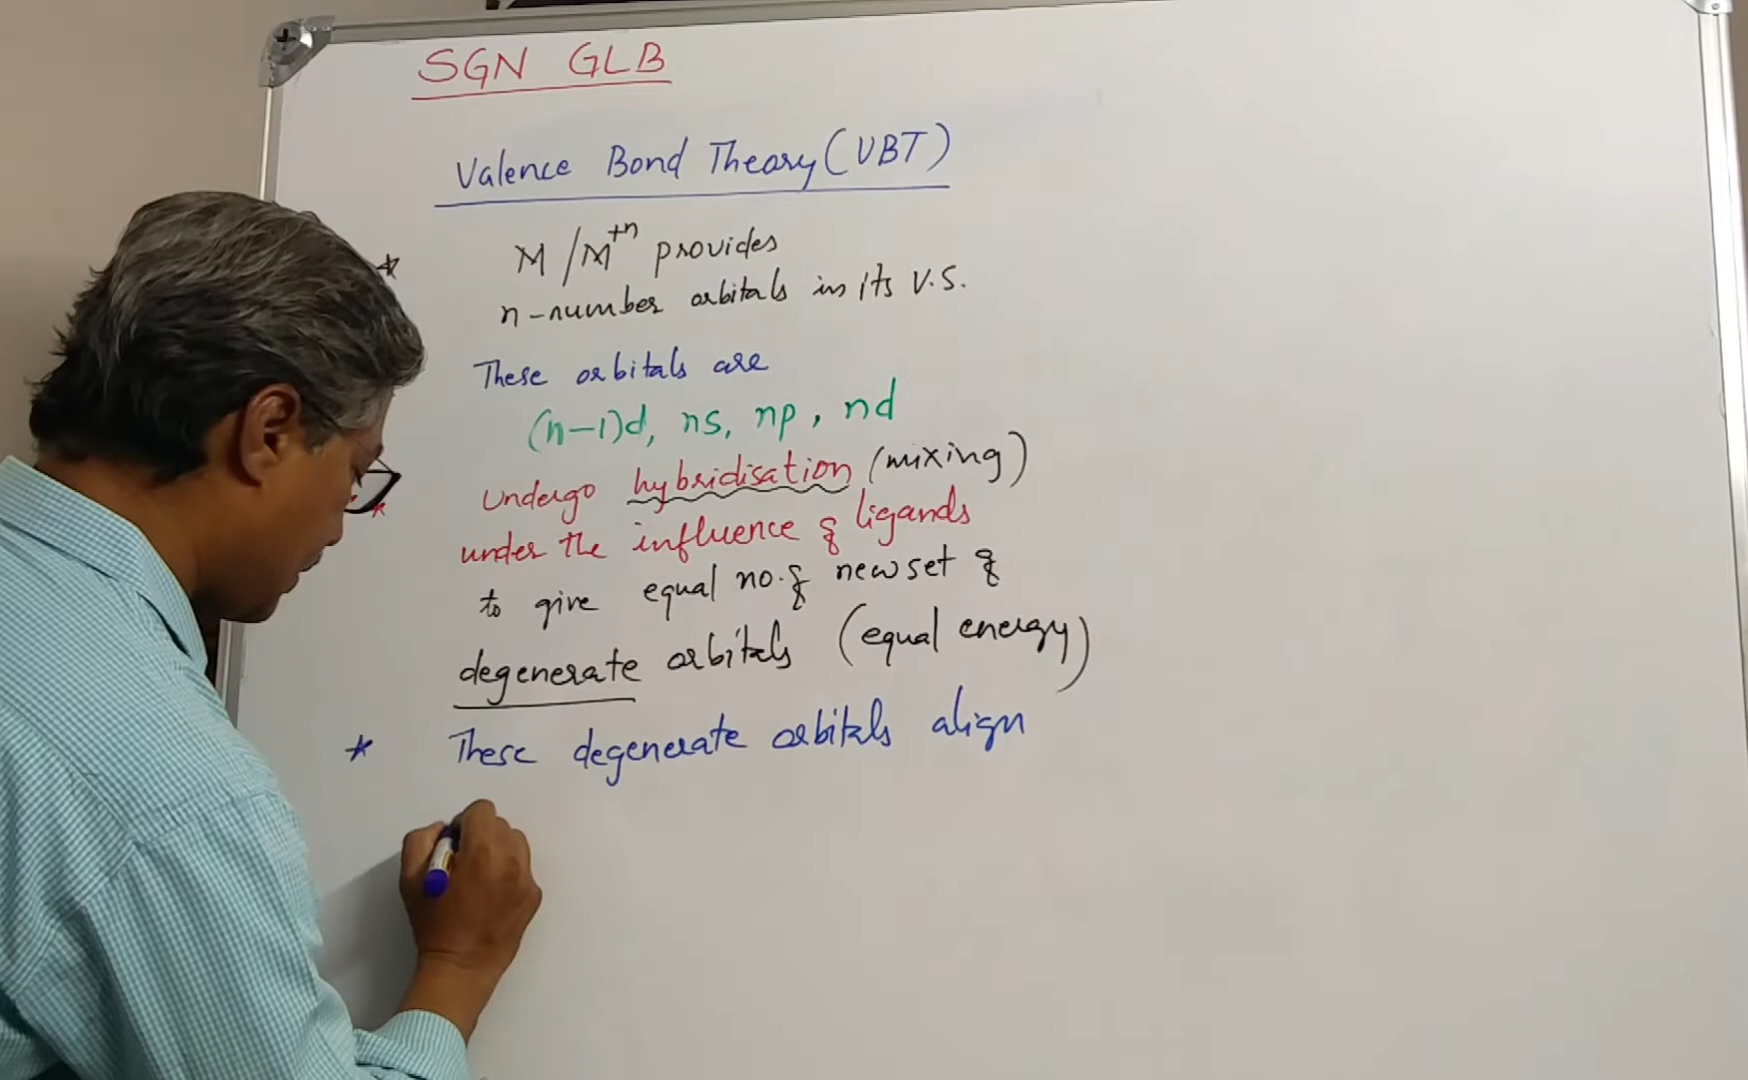 SGN GLB
Valence Bond Theory (VBT)
* M/M⁺ⁿ provides
n-number orbitals in its V.S.
These orbitals are
(n-1)d, ns, np, nd
* Undergo hybridisation (mixing)
under the influence of ligands
to give equal no. of new set of
degenerate orbitals (equal energy)
* These degenerate orbitals align